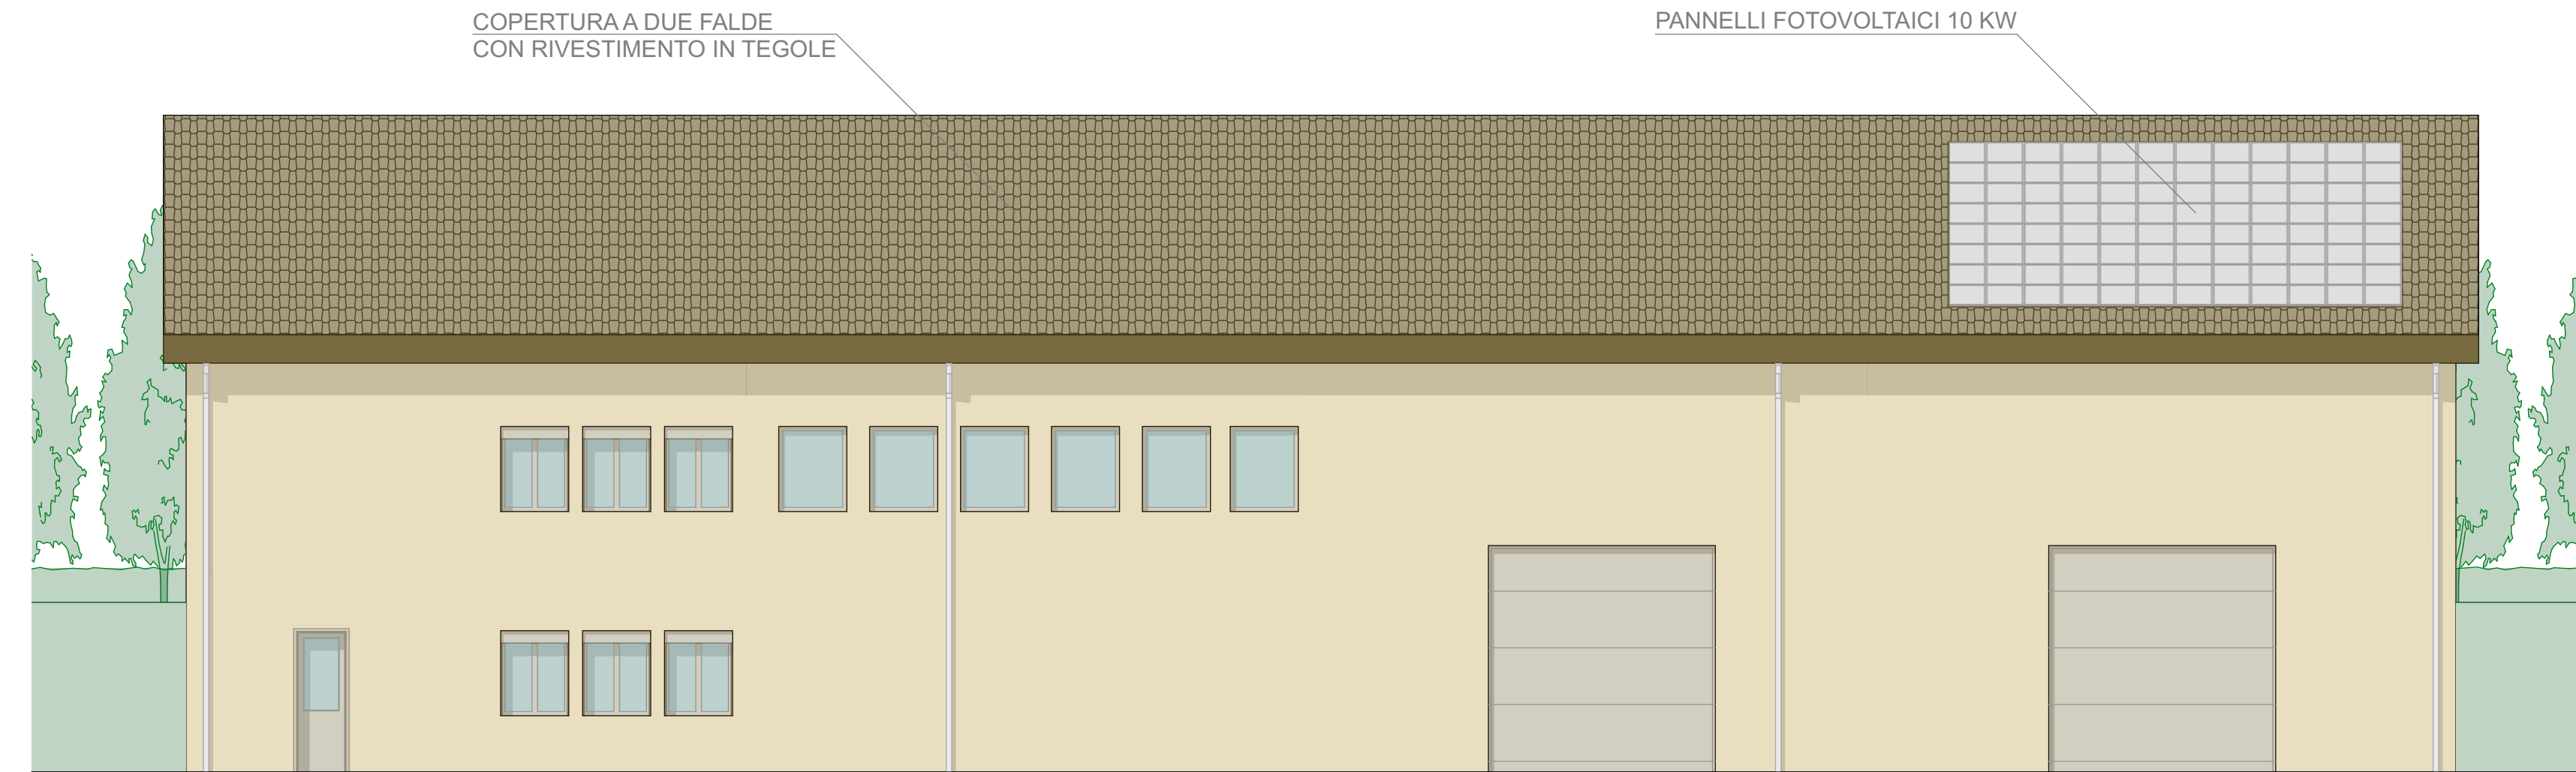 COPERTURA A DUE FALDE
CON RIVESTIMENTO IN TEGOLE
PANNELLI FOTOVOLTAICI 10 KW